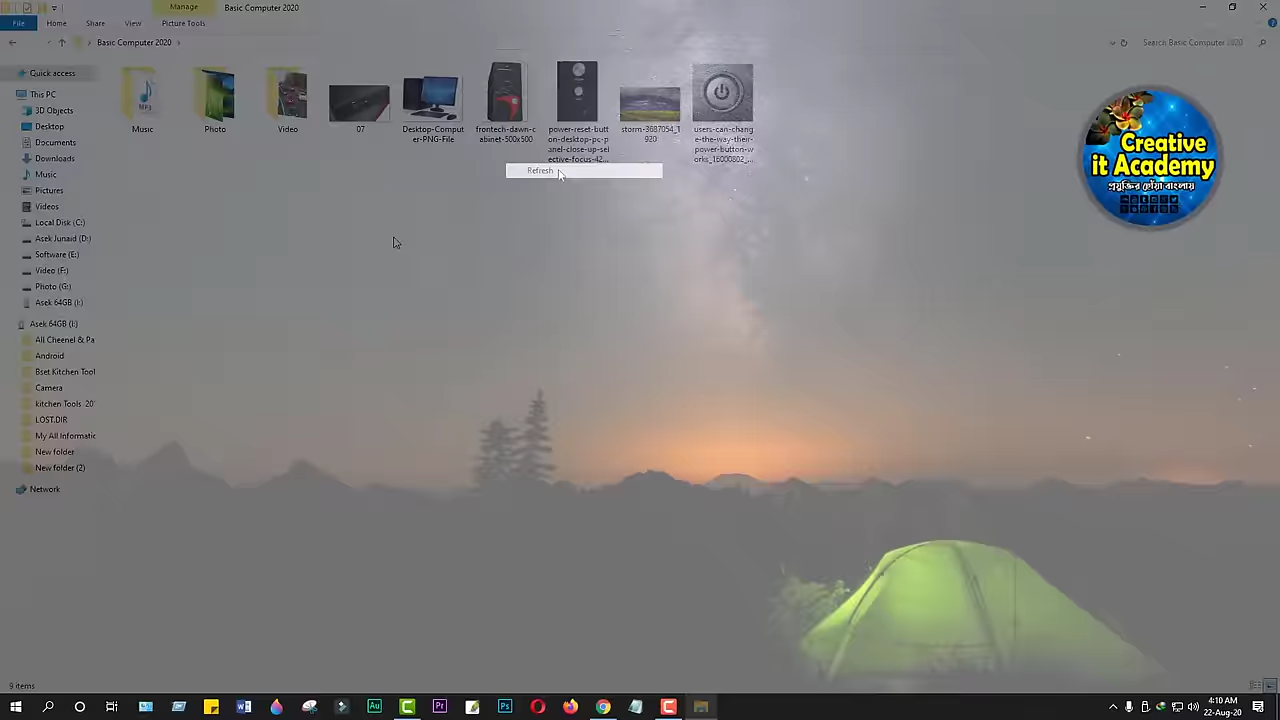 Manage
Basic Computer 2020
File
Home
Share
View
Picture Tools
Basic Computer 2020
Search Basic Computer 2020
Quick access
This PC
3D Objects
Desktop
Documents
Downloads
Music
Pictures
Videos
Local Disk (C:)
Asek Junaid (D:)
Software (E:)
Video (F:)
Photo (G:)
Asek 64GB (I:)
Asek 64GB (I:)
All Cheenel & Pa
Android
Bset Kitchen Tool
Camera
kitchen Tools 20
LOST.DIR
My All Informatic
New folder
New folder (2)
Network
MP3
Music
Photo
Video
07
Desktop-Comput
er-PNG-File
frontech-dawn-c
abinet-500x500
power-reset-butt
on-desktop-pc-p
anel-close-up-sel
ective-focus-42...
storm-3687054_1
920
users-can-chang
e-the-way-their-
power-button-w
orks_16000802_...
Refresh
Creative
it Academy
প্রযুক্তির ছোঁয়া বাংলায়
9 items
4:10 AM
22-Aug-20